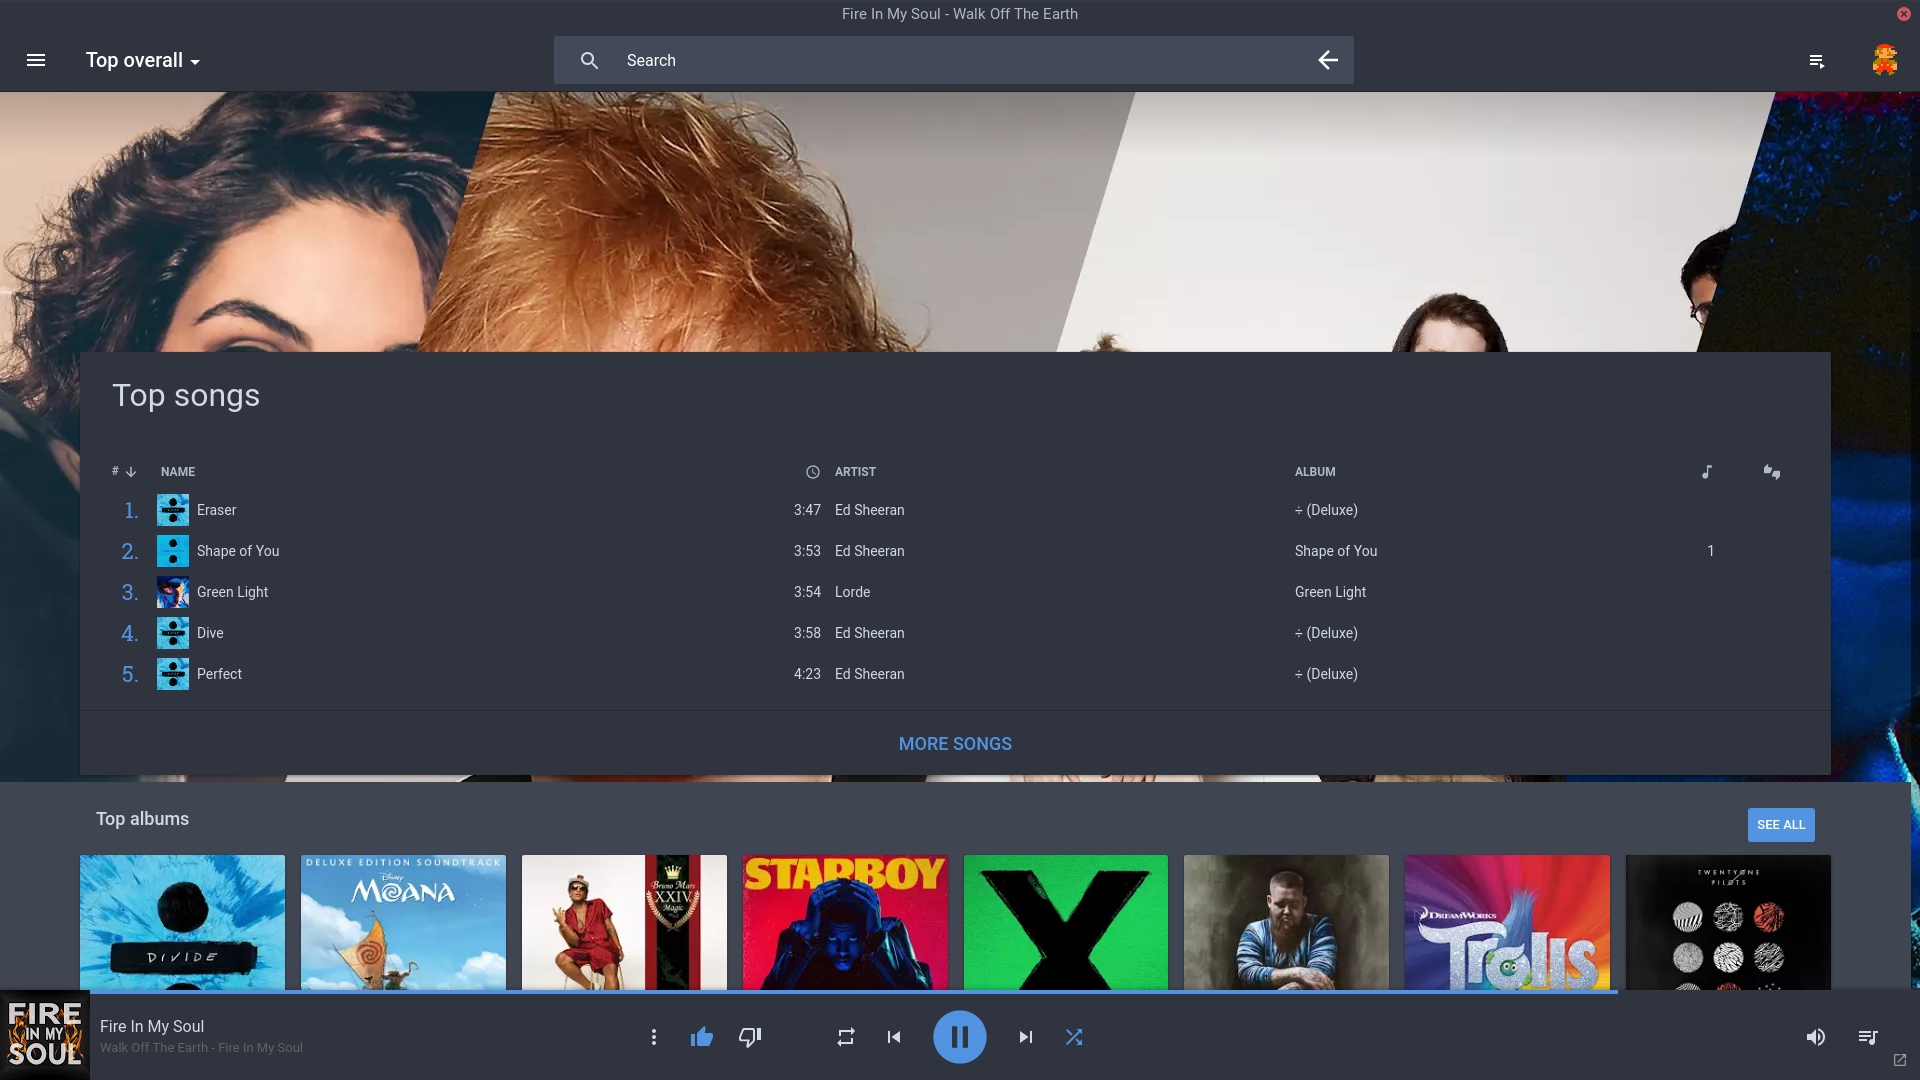 Fire In My Soul - Walk Off The Earth
Top overall
Search
Top songs
# NAME ARTIST ALBUM
1. Eraser 3:47 Ed Sheeran ÷ (Deluxe)
2. Shape of You 3:53 Ed Sheeran Shape of You 1
3. Green Light 3:54 Lorde Green Light
4. Dive 3:58 Ed Sheeran ÷ (Deluxe)
5. Perfect 4:23 Ed Sheeran ÷ (Deluxe)
MORE SONGS
Top albums
SEE ALL
DIVIDE
DELUXE EDITION SOUNDTRACK
Disney
MOANA
Bruno Mars
XXIV
Magic
STARBOY
X
DREAMWORKS
Trolls
TWENTY ONE
PILOTS
FIRE
IN MY
SOUL
Fire In My Soul
Walk Off The Earth - Fire In My Soul